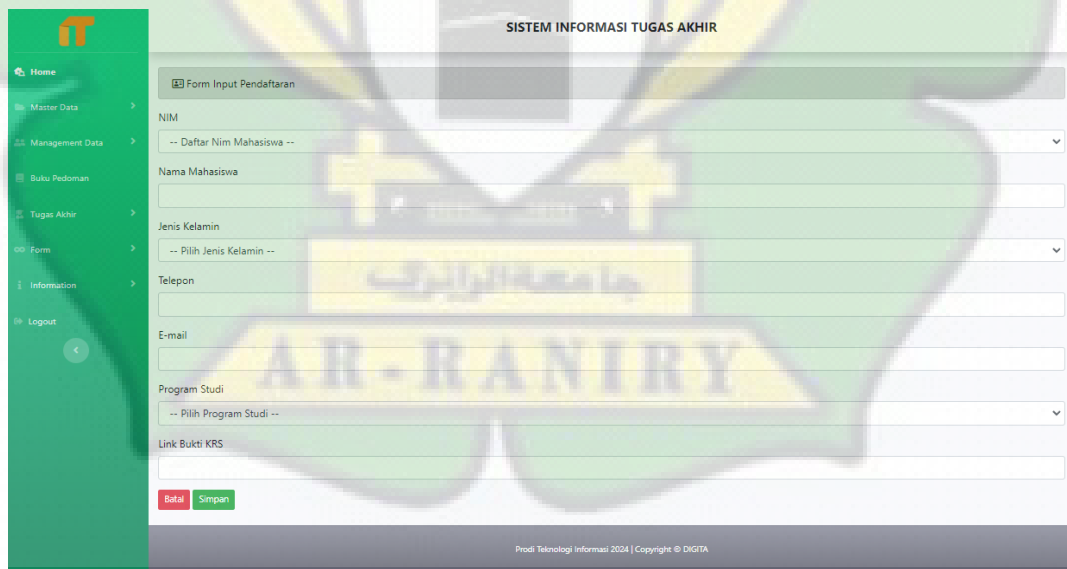 SISTEM INFORMASI TUGAS AKHIR
Home
Master Data
Management Data
Buku Pedoman
Tugas Akhir
Form
Information
Logout
Form Input Pendaftaran
NIM
-- Daftar Nim Mahasiswa --
Nama Mahasiswa
Jenis Kelamin
-- Pilih Jenis Kelamin --
Telepon
جامعة الرانري
E-mail
AR-RANIRY
Program Studi
-- Pilih Program Studi --
Link Bukti KRS
Batal Simpan
Prodi Teknologi Informasi 2024 | Copyright © DIGITA